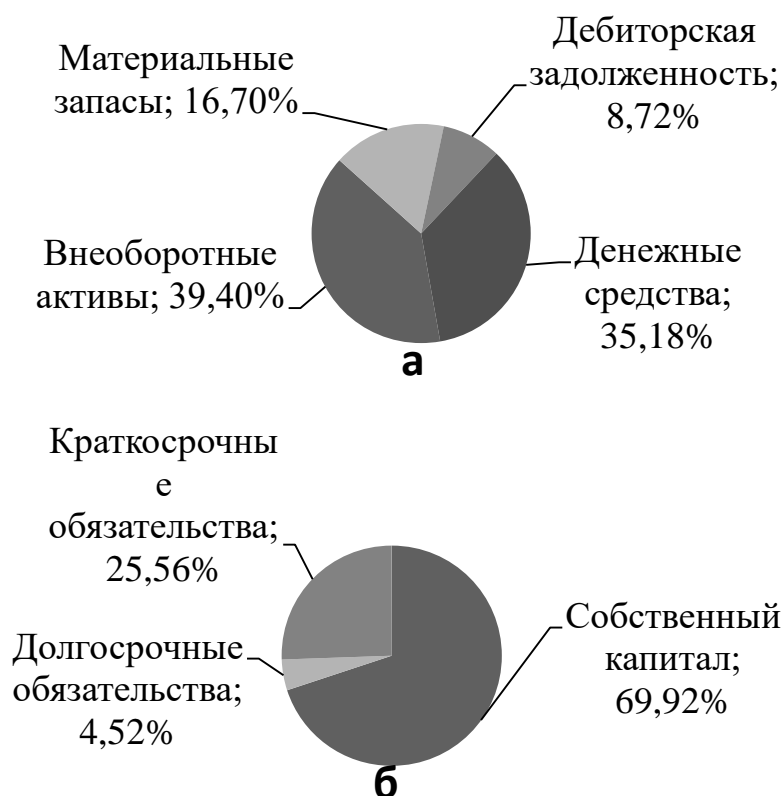 Материальные
запасы; 16,70%
Дебиторская
задолженность;
8,72%
Внеоборотные
активы; 39,40%
Денежные
средства;
35,18%
а
Краткосрочны
е
обязательства;
25,56%
Долгосрочные
обязательства;
4,52%
Собственный
капитал;
69,92%
б